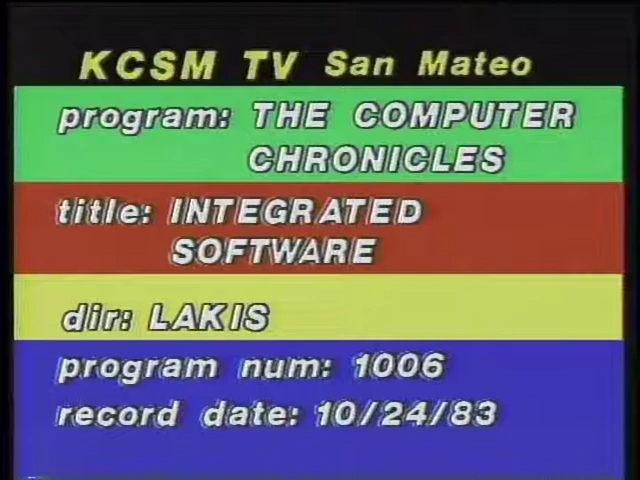 KCSM TV San Mateo
program: THE COMPUTER
CHRONICLES
title: INTEGRATED
SOFTWARE
dir: LAKIS
program num: 1006
record date: 10/24/83